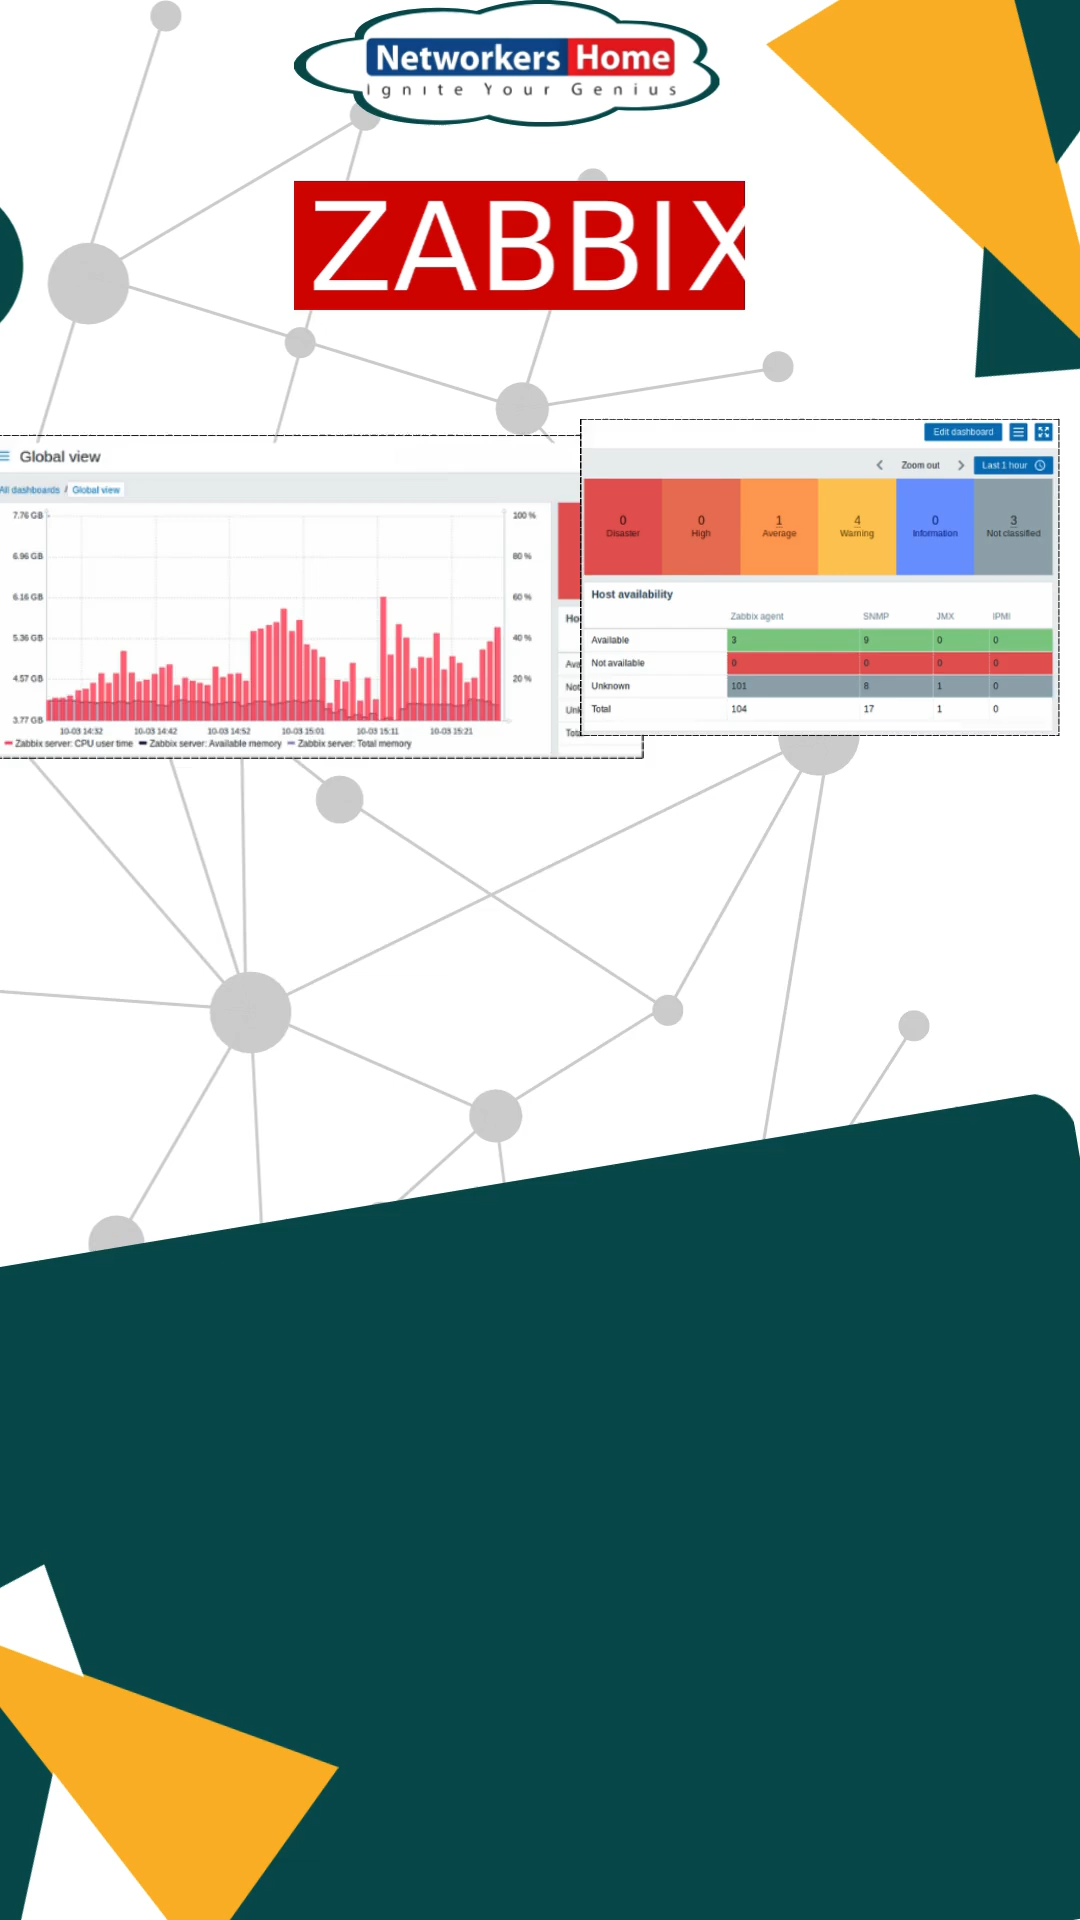 Networkers Home
Ignite Your Genius
ZABBIX
Global view
All dashboards / Global view
7.76 GB
6.96 GB
6.16 GB
5.36 GB
4.57 GB
3.77 GB
100 %
80 %
60 %
40 %
20 %
10-03 14:32 10-03 14:42 10-03 14:52 10-03 15:01 10-03 15:11 10-03 15:21
Zabbix server: CPU user time Zabbix server: Available memory Zabbix server: Total memory
Ho
Ava
Not
Unk
Tota
Edit dashboard
Zoom out Last 1 hour
0 0 1 4 0 3
Disaster High Average Warning Information Not classified
Host availability
Zabbix agent SNMP JMX IPMI
Available 3 9 0 0
Not available 0 0 0 0
Unknown 101 8 1 0
Total 104 17 1 0